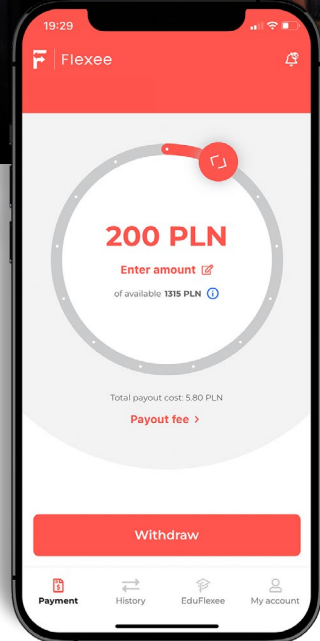 19:29
Flexee
200 PLN
Enter amount
of available 1315 PLN
Total payout cost: 5.80 PLN
Payout fee >
Withdraw
Payment History EduFlexee My account